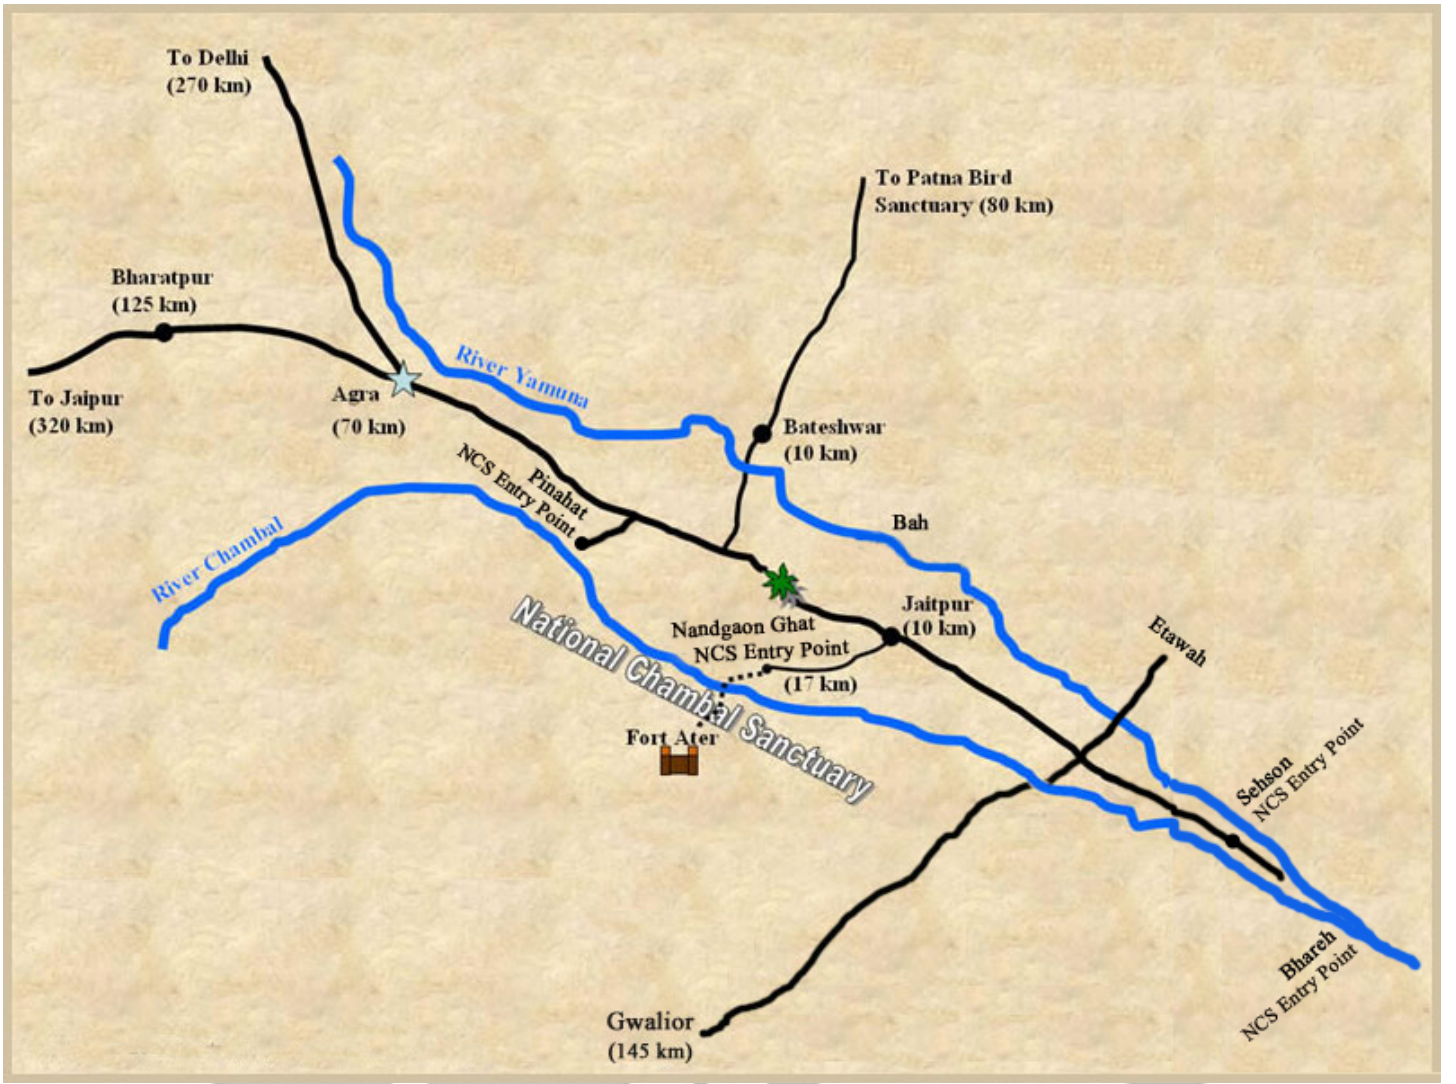 To Delhi
(270 km)
To Patna Bird
Sanctuary (80 km)
Bharatpur
(125 km)
To Jaipur
(320 km)
Agra
(70 km)
River Yamuna
Bateshwar
(10 km)
Pinahat
NCS Entry Point
River Chambal
Bah
Jaitpur
(10 km)
Nandgaon Ghat
NCS Entry Point
(17 km)
Etawah
National Chambal Sanctuary
Fort Ater
Sehson
NCS Entry Point
Bhareh
NCS Entry Point
Gwalior
(145 km)